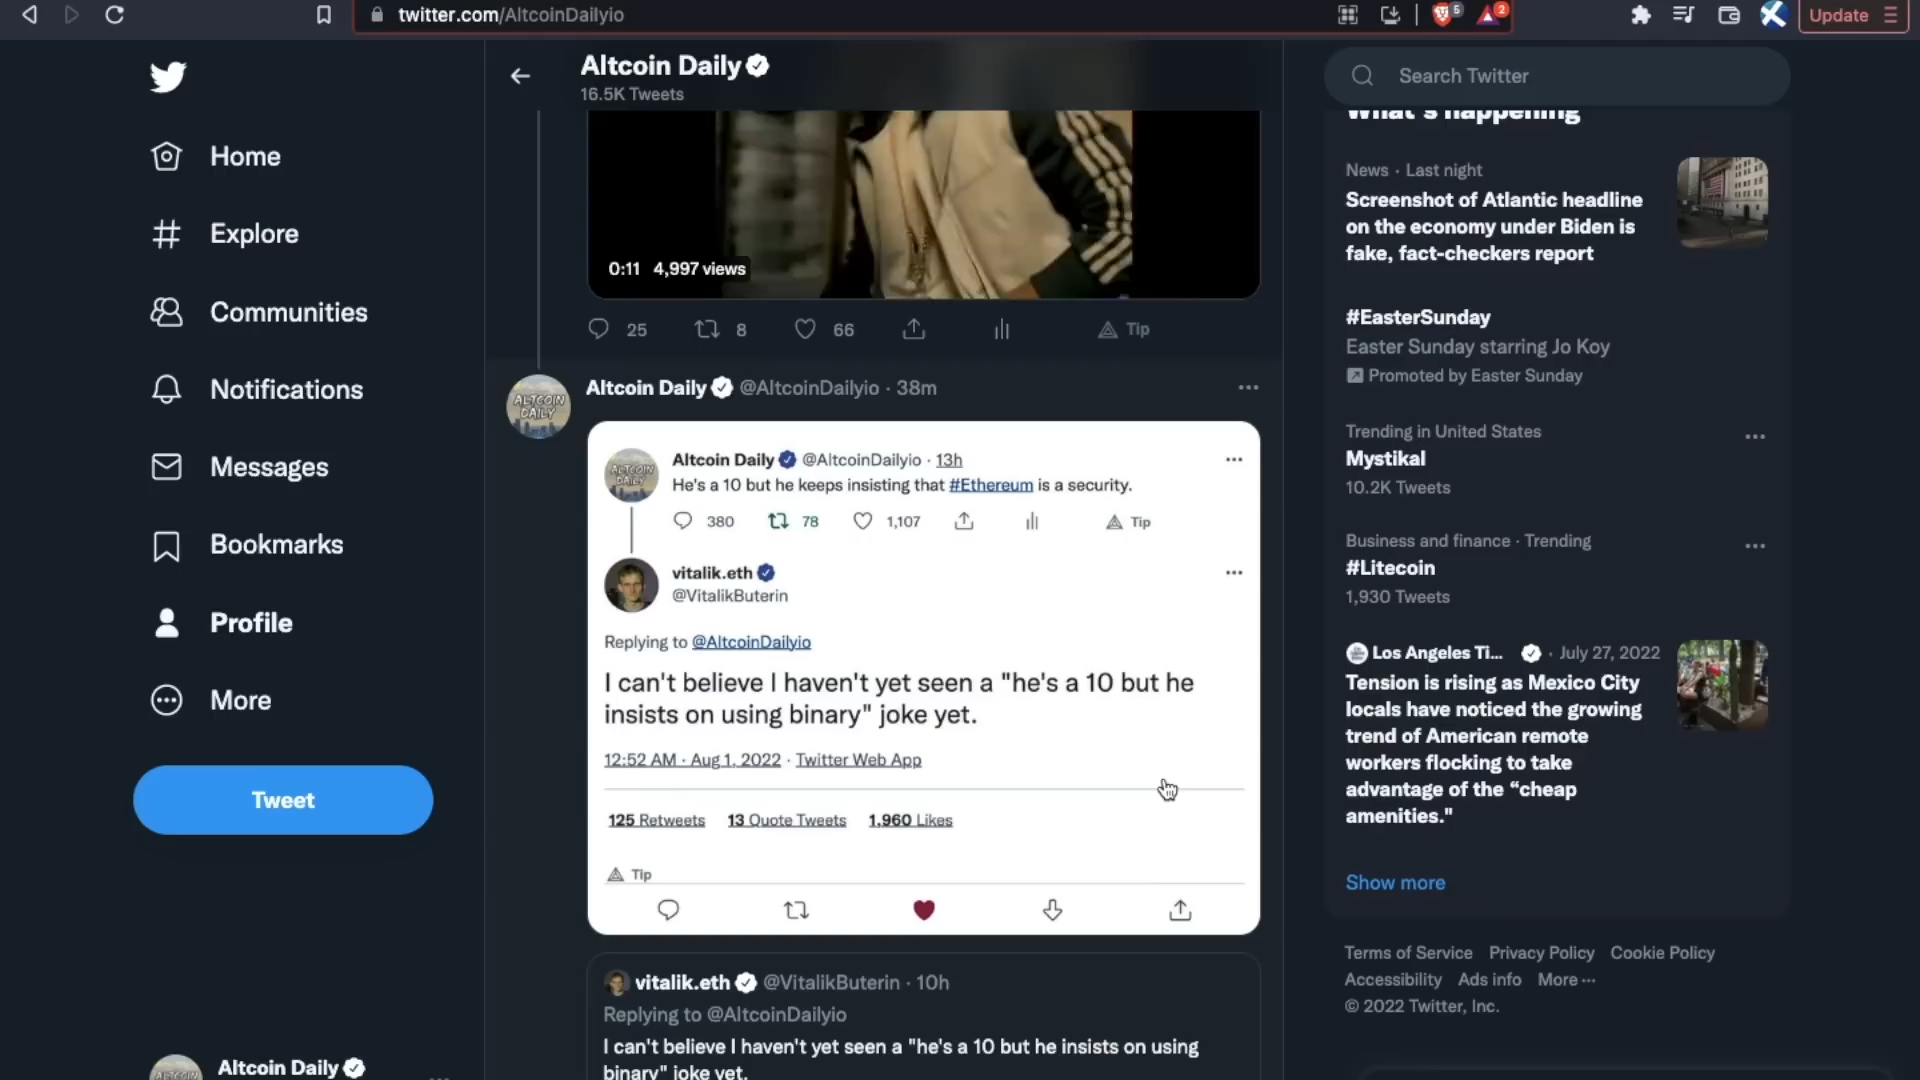 twitter.com/AltcoinDailyio
5
2
Update
Home
Explore
Communities
Notifications
Messages
Bookmarks
Profile
More
Tweet
Altcoin Daily
Altcoin Daily
16.5K Tweets
0:11 4,997 views
25 8 66 Tip
ALTCOIN DAILY
Altcoin Daily @AltcoinDailyio · 38m
ALTCOIN DAILY
Altcoin Daily @AltcoinDailyio · 13h
He's a 10 but he keeps insisting that #Ethereum is a security.
380 78 1,107 Tip
vitalik.eth
@VitalikButerin
Replying to @AltcoinDailyio
I can't believe I haven't yet seen a "he's a 10 but he
insists on using binary" joke yet.
12:52 AM · Aug 1, 2022 · Twitter Web App
125 Retweets 13 Quote Tweets 1,960 Likes
Tip
vitalik.eth @VitalikButerin · 10h
Replying to @AltcoinDailyio
I can't believe I haven't yet seen a "he's a 10 but he insists on using
binary" joke yet.
Search Twitter
What's happening
News · Last night
Screenshot of Atlantic headline
on the economy under Biden is
fake, fact-checkers report
#EasterSunday
Easter Sunday starring Jo Koy
Promoted by Easter Sunday
Trending in United States
Mystikal
10.2K Tweets
Business and finance · Trending
#Litecoin
1,930 Tweets
Los Angeles Ti... · July 27, 2022
Tension is rising as Mexico City
locals have noticed the growing
trend of American remote
workers flocking to take
advantage of the “cheap
amenities."
Show more
Terms of Service Privacy Policy Cookie Policy
Accessibility Ads info More ···
© 2022 Twitter, Inc.